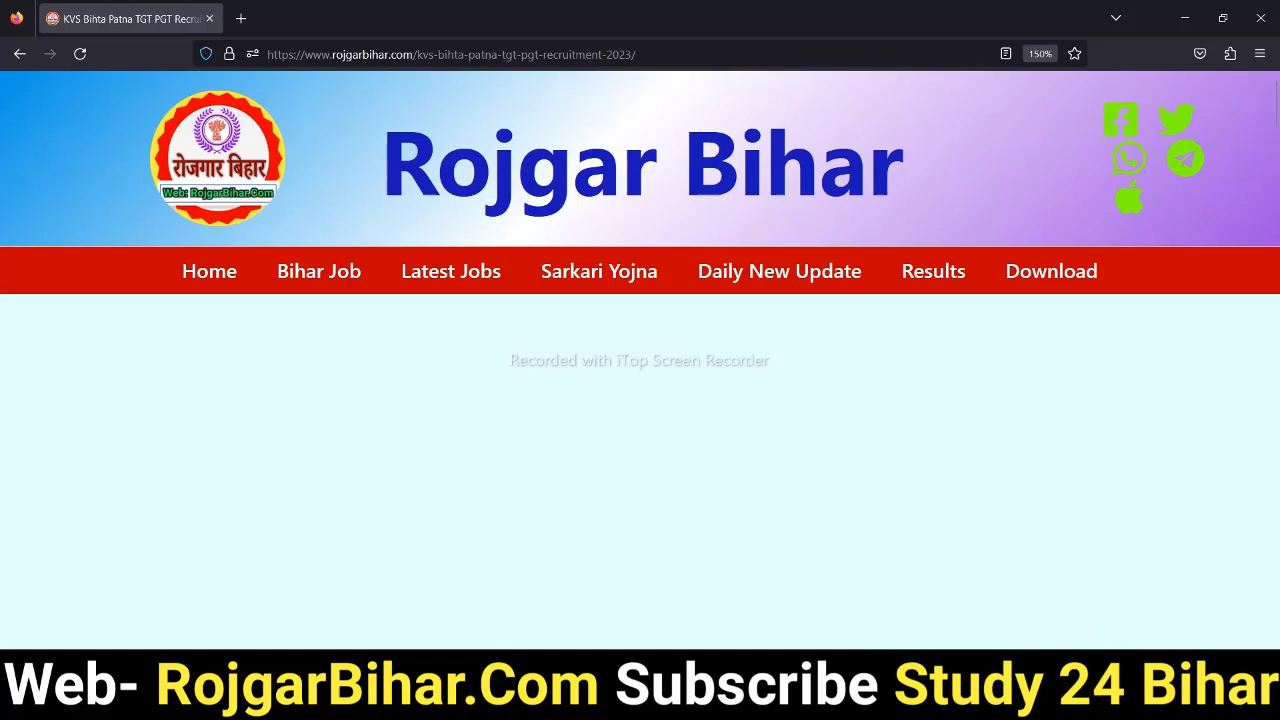 KVS Bihta Patna TGT PGT Recru
https://www.rojgarbihar.com/kvs-bihta-patna-tgt-pgt-recruitment-2023/
150%
रोजगार बिहार
Web: RojgarBihar.Com
Rojgar Bihar
Home Bihar Job Latest Jobs Sarkari Yojna Daily New Update Results Download
Recorded with iTop Screen Recorder
Web- RojgarBihar.Com Subscribe Study 24 Bihar